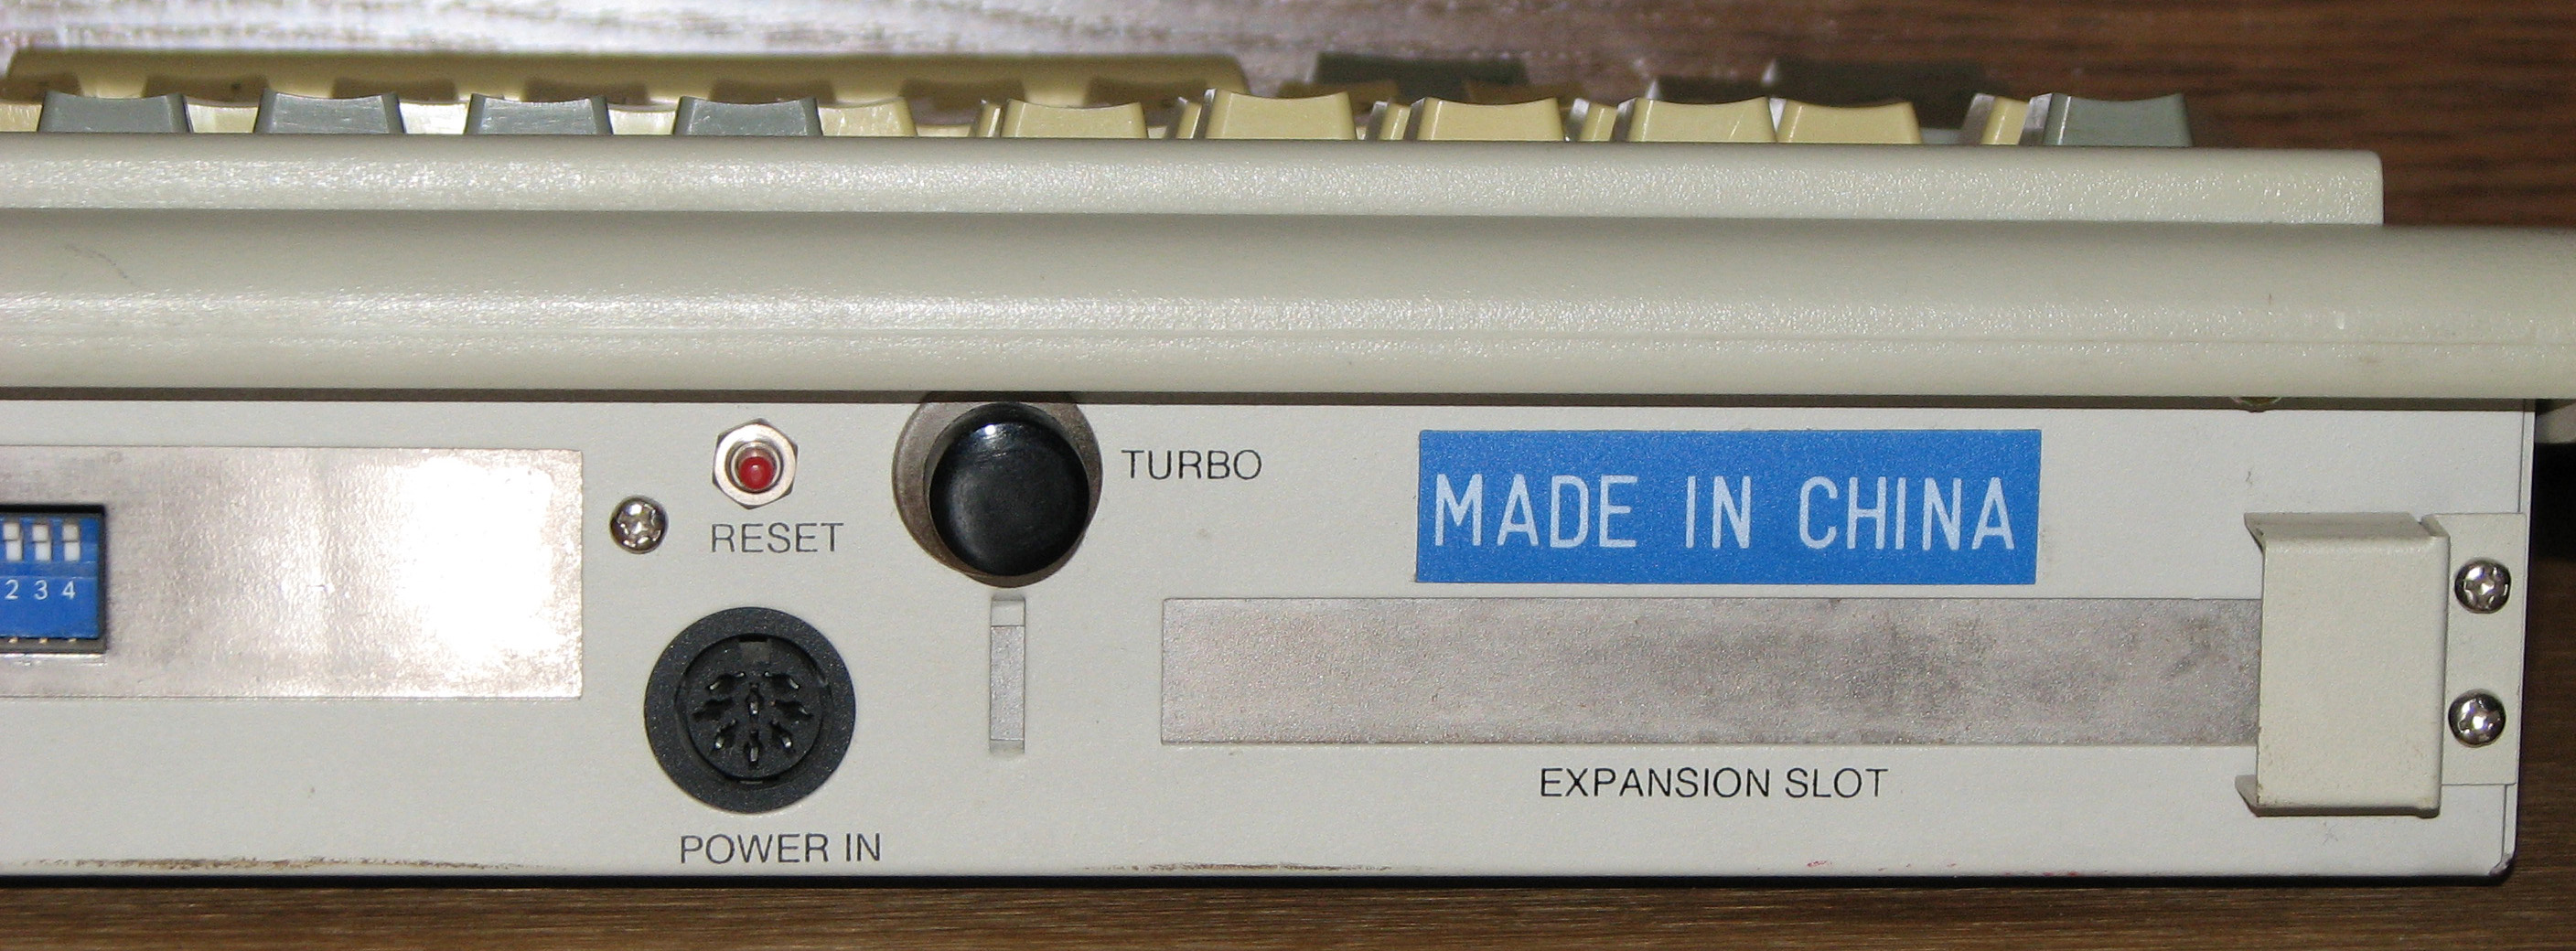 TURBO
MADE IN CHINA
RESET
2 3 4
EXPANSION SLOT
POWER IN